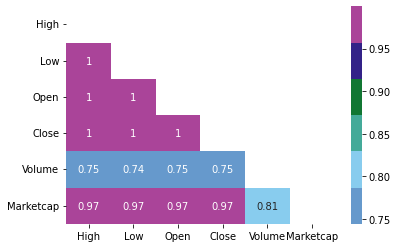 High
Low 1
Open 1 1
Close 1 1 1
Volume 0.75 0.74 0.75 0.75
Marketcap 0.97 0.97 0.97 0.97 0.81
High Low Open Close Volume Marketcap
0.95
0.90
0.85
0.80
0.75